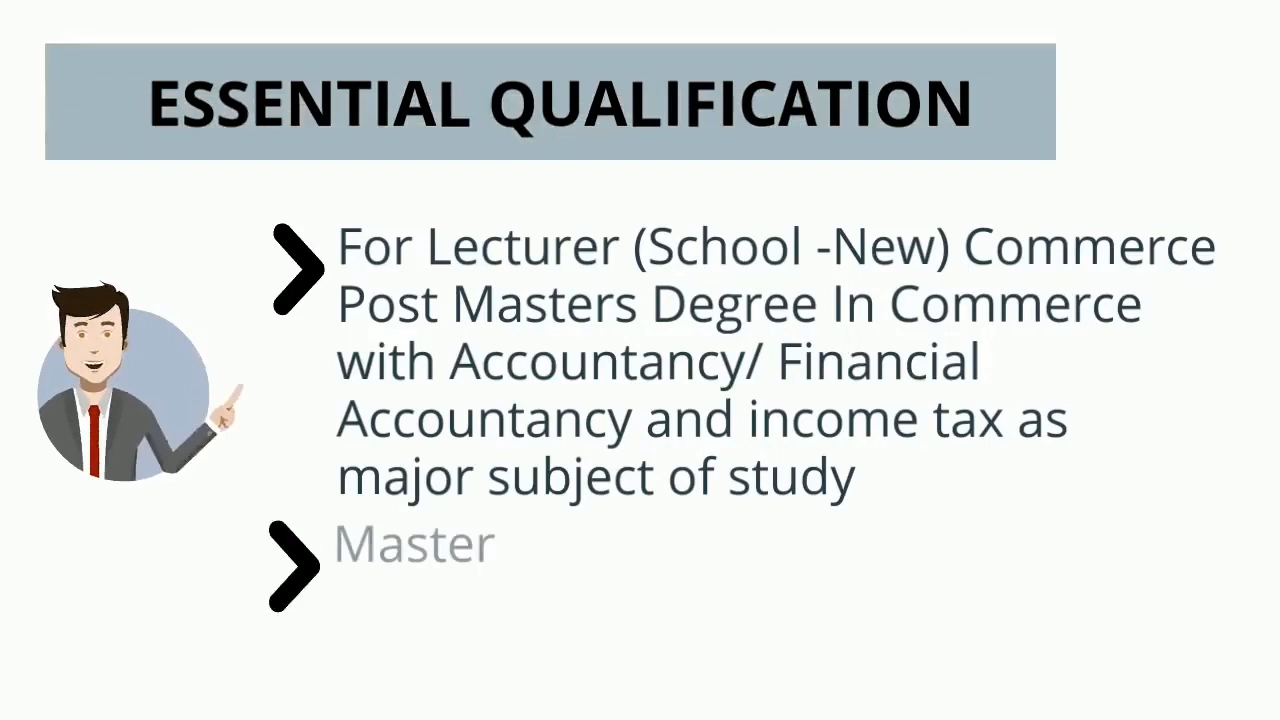 ESSENTIAL QUALIFICATION
For Lecturer (School -New) Commerce
Post Masters Degree In Commerce
with Accountancy/ Financial
Accountancy and income tax as
major subject of study
Master